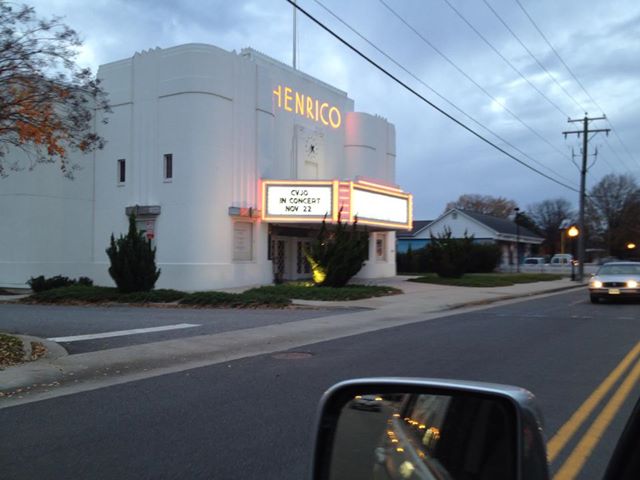 HENRICO
CVJO
IN CONCERT
NOV 22